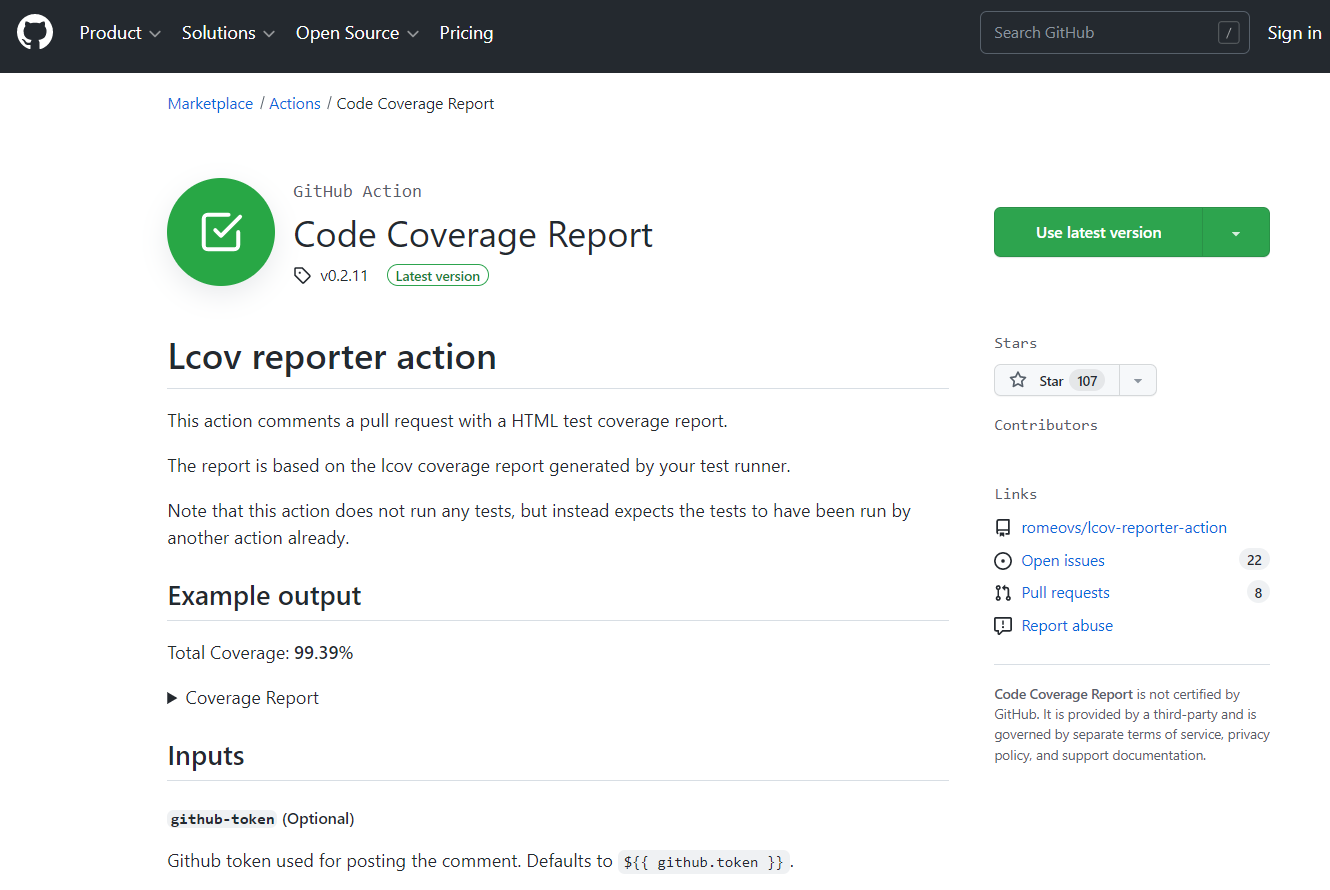 Product Solutions Open Source Pricing Search GitHub / Sign in
Marketplace / Actions / Code Coverage Report
GitHub Action
Code Coverage Report
v0.2.11 Latest version
Use latest version
Lcov reporter action
This action comments a pull request with a HTML test coverage report.
The report is based on the lcov coverage report generated by your test runner.
Note that this action does not run any tests, but instead expects the tests to have been run by
another action already.
Example output
Total Coverage: 99.39%
Coverage Report
Inputs
github-token (Optional)
Github token used for posting the comment. Defaults to ${{ github.token }} .
Stars
Star 107
Contributors
Links
romeovs/lcov-reporter-action
Open issues 22
Pull requests 8
Report abuse
Code Coverage Report is not certified by
GitHub. It is provided by a third-party and is
governed by separate terms of service, privacy
policy, and support documentation.